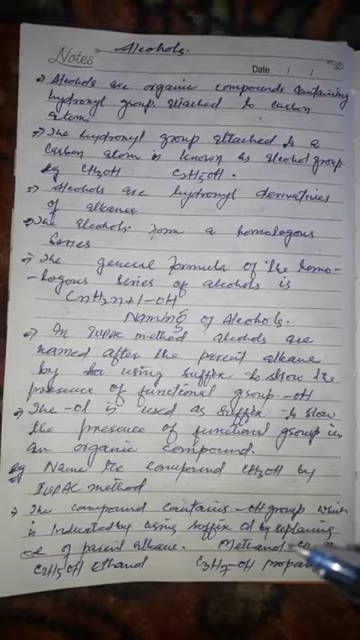 Alcohols.
Notes
Date / /
⇒ Alcohols are organic compounds containing
hydroxyl group attached to carbon
atom
⇒ The hydroxyl group attached to a
Carbon atom is known as alcohol group.
eg CH3OH C2H5OH.
⇒ Alcohols are hydroxyl derivatives
of alkanes
⇒ The alcohols form a homologous
Series
⇒ The general formula of the homo-
-logous series of alcohols is
CnH2n+1-OH
Naming of Alcohols.
⇒ In IUPAC method alcohols are
named after the parent alkane
by using suffix to show the
presence of functional group -OH
⇒ The -ol is used as suffix to show
the presence of functional group in
an organic compound.
eg Name the compound CH3OH by
IUPAC method
⇒ The compound contains -OH group which
is indicated by using suffix ol by replacing
of parent alkane. Methanol
C2H5OH ethanol C3H7-OH propan